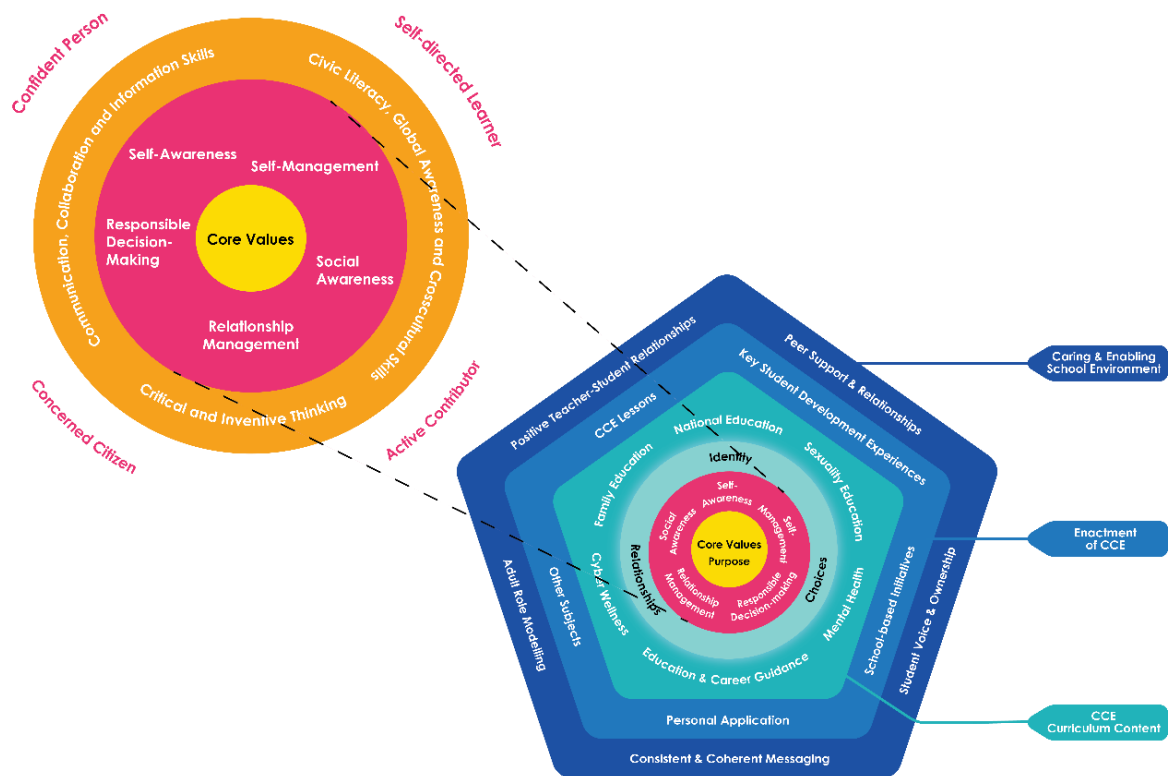 Confident Person
Self-directed Learner
Communication, Collaboration and Information Skills
Civic Literacy, Global Awareness and Crosscultural Skills
Critical and Inventive Thinking
Self-Awareness
Self-Management
Responsible
Decision-
Making
Core Values
Social
Awareness
Relationship
Management
Concerned Citizen
Active Contributor
Positive Teacher-Student Relationships
Peer Support & Relationships
Student Voice & Ownership
Consistent & Coherent Messaging
Adult Role Modelling
CCE Lessons
Key Student Development Experiences
School-based Initiatives
Personal Application
Other Subjects
National Education
Sexuality Education
Mental Health
Education & Career Guidance
Cyber Wellness
Family Education
Identity
Choices
Relationships
Self-
Awareness
Self-
Management
Responsible
Decision-making
Relationship
Management
Social
Awareness
Core Values
Purpose
Caring & Enabling
School Environment
Enactment
of CCE
CCE
Curriculum Content